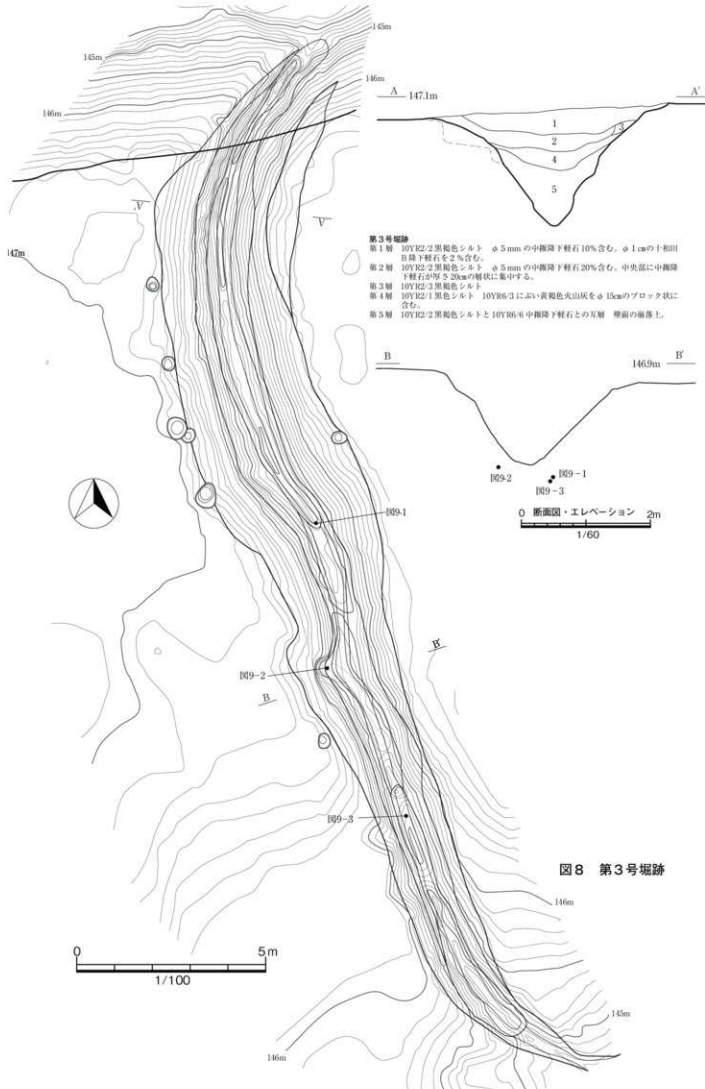 145m
145m
146m
146m
A 147.1m A′
1
2
3
4
5
147m
第3号堀跡
第1層 10YR2/2黒褐色シルト φ5mmの中掫降下軽石10%含む。φ1cmの十和田
B降下軽石を2%含む。
第2層 10YR2/2黒褐色シルト φ5mmの中掫降下軽石20%含む。中央部に中掫降
下軽石が厚さ20cmの層状に集中する。
第3層 10YR2/3黒褐色シルト
第4層 10YR2/1黒色シルト 10YR6/3にぶい黄褐色火山灰をφ15cmのブロック状に
含む。
第5層 10YR2/2黒褐色シルトと10YR6/6中掫降下軽石との互層 壁面の崩落土。
B 146.9m B′
図9-2
図9-1
図9-3
0 断面図・エレベーション 2m
1/60
図9-1
B′
図9-2
B
図9-3
図8 第3号堀跡
146m
0 5m
1/100
145m
146m